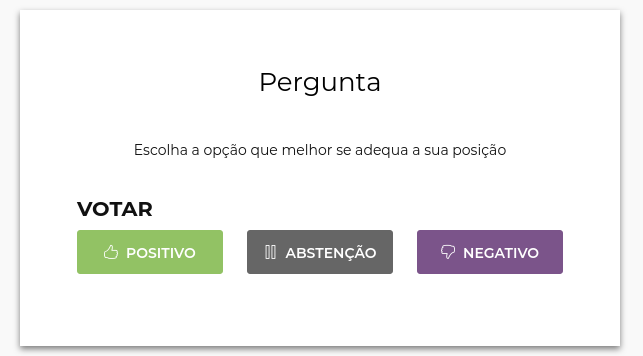 Pergunta
Escolha a opção que melhor se adequa a sua posição
VOTAR
POSITIVO
ABSTENÇÃO
NEGATIVO